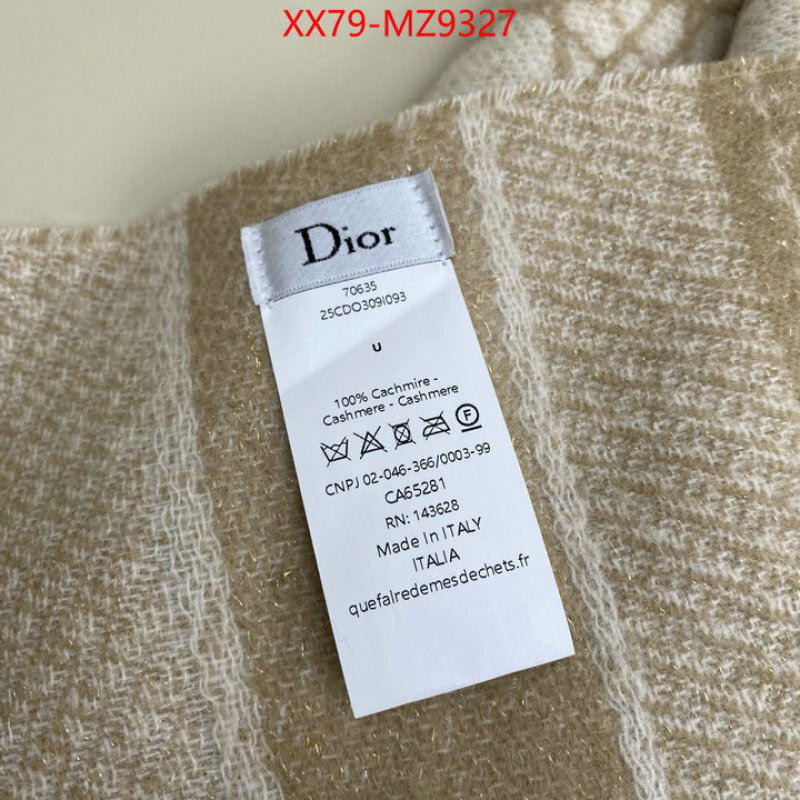 XX79-MZ9327
Dior
70635
25CDO309I093
U
100% Cachmire -
Cashmere - Cashmere
F
CNPJ 02-046-366/0003-99
CA65281
RN: 143628
Made In ITALY
ITALIA
quefalredemesdechets.fr